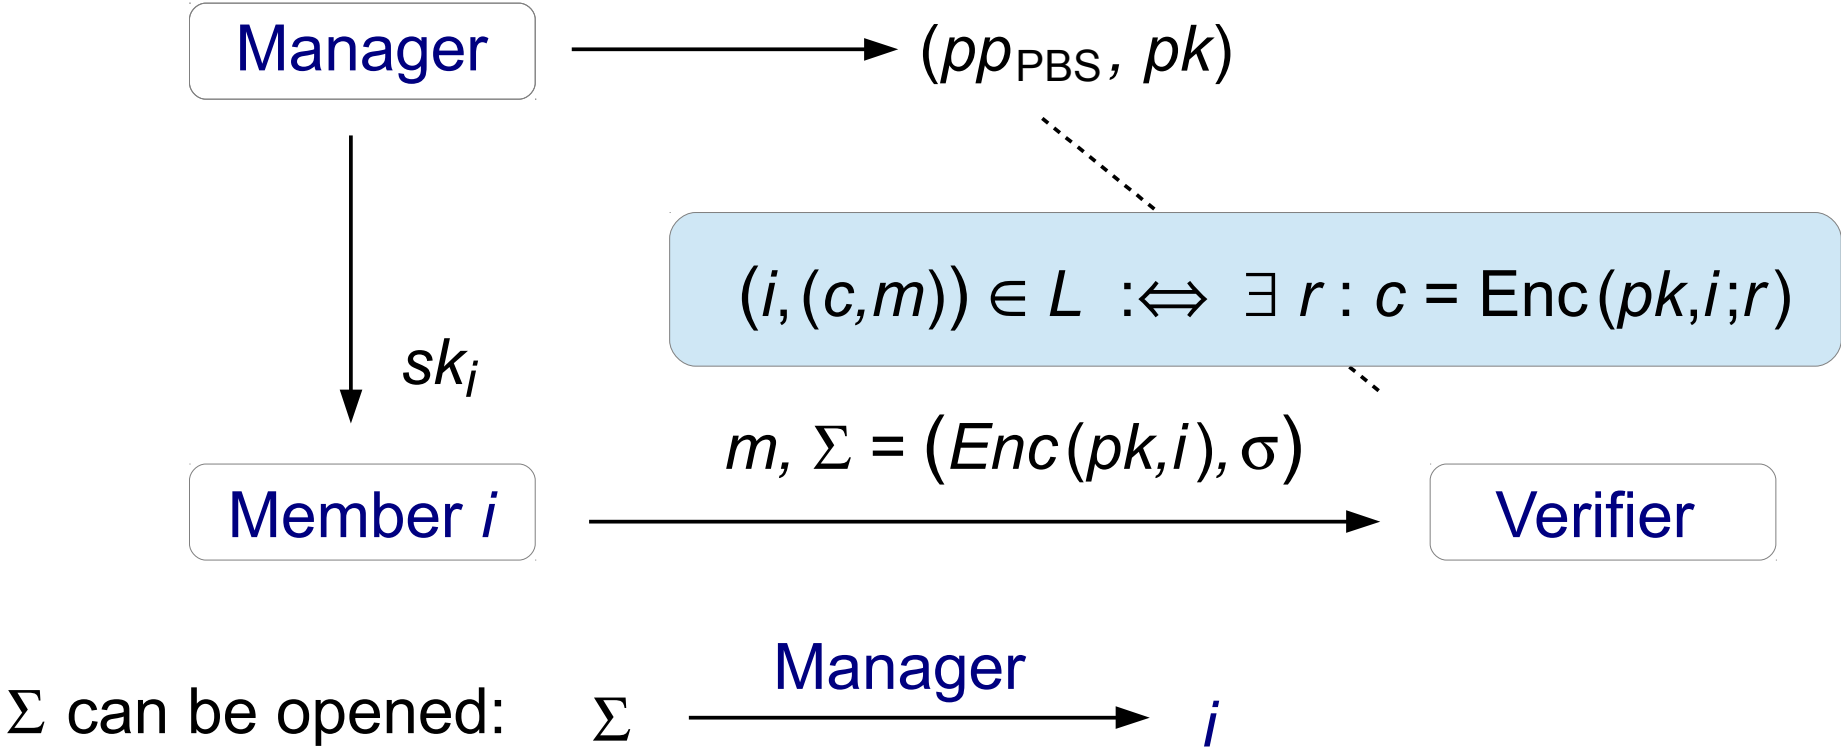 Manager
(pp_PBS, pk)
(i,(c,m)) ∈ L :⇔ ∃ r : c = Enc(pk,i;r)
sk_i
m, Σ = (Enc(pk,i), σ)
Member i
Verifier
Manager
Σ can be opened: Σ i